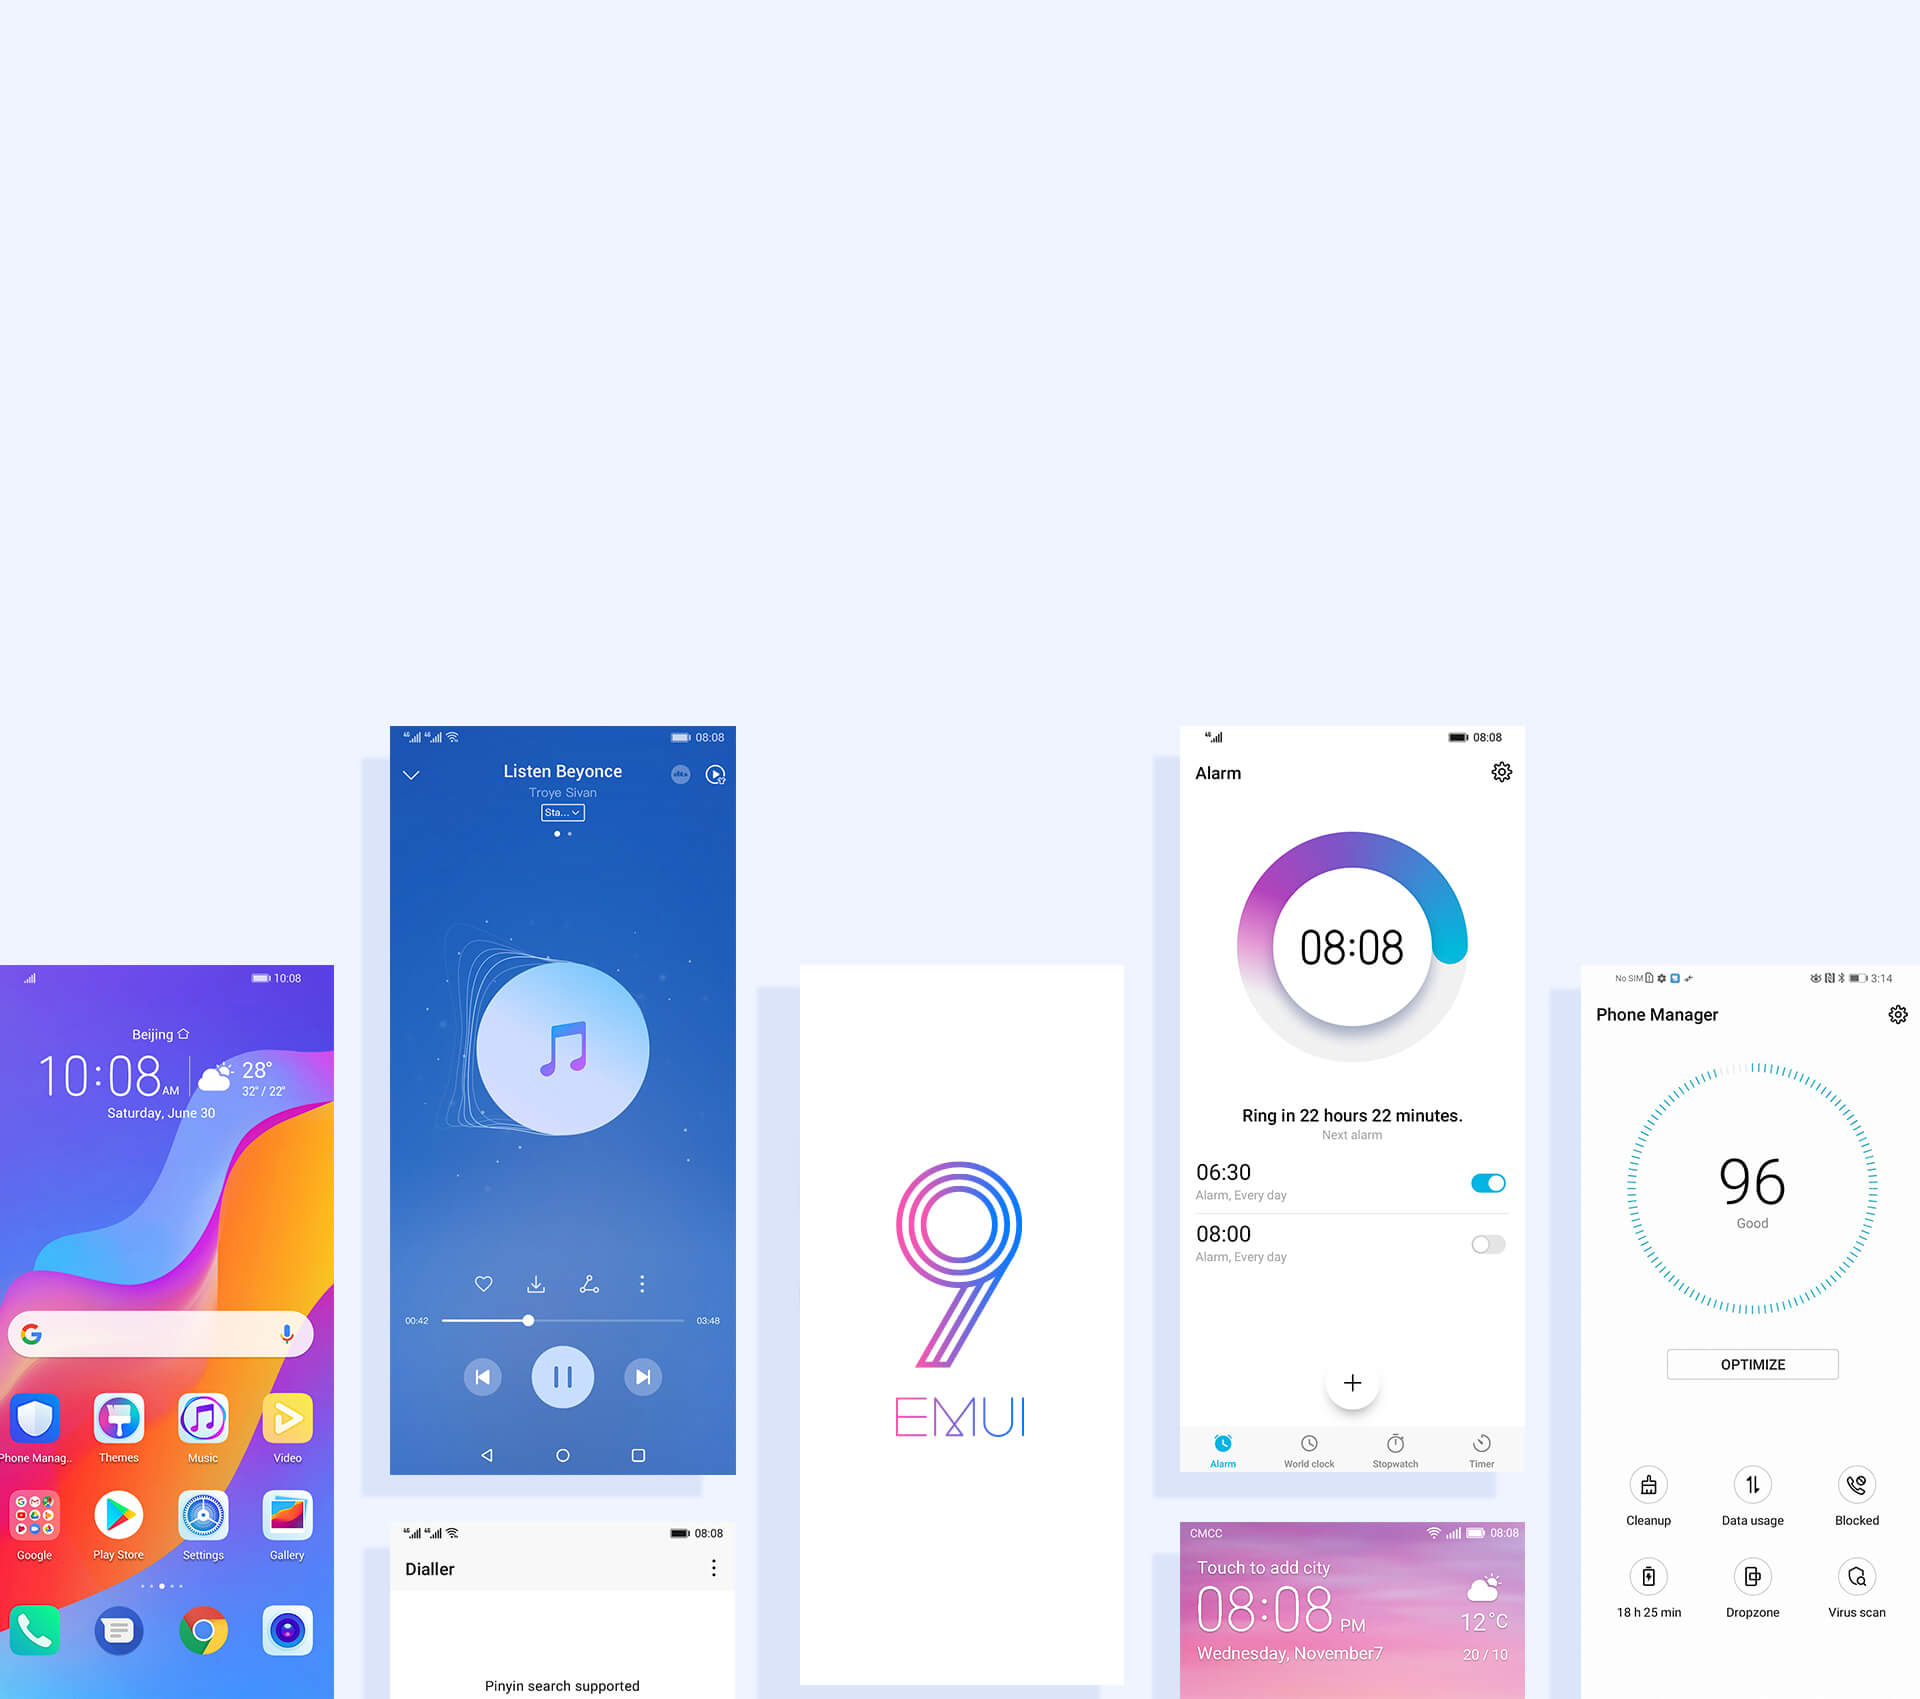 10:08
Beijing
10:08 AM
28°
32° / 22°
Saturday, June 30
Phone Manag..
Themes
Music
Video
Google
Play Store
Settings
Gallery
08:08
Listen Beyonce
Troye Sivan
Sta...
00:42
03:48
08:08
Dialler
Pinyin search supported
9
EMUI
08:08
Alarm
08:08
Ring in 22 hours 22 minutes.
Next alarm
06:30
Alarm, Every day
08:00
Alarm, Every day
Alarm
World clock
Stopwatch
Timer
CMCC
08:08
Touch to add city
08:08 PM
12°C
Wednesday, November7
20 / 10
No SIM
3:14
Phone Manager
96
Good
OPTIMIZE
Cleanup
Data usage
Blocked
18 h 25 min
Dropzone
Virus scan